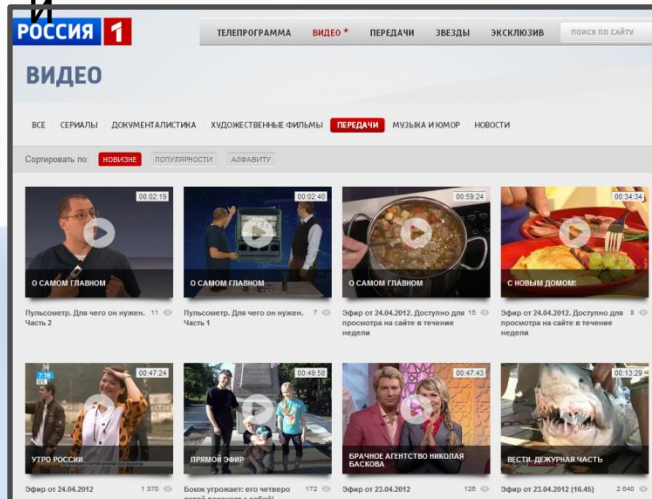 И
РОССИЯ 1
ТЕЛЕПРОГРАММА ВИДЕО * ПЕРЕДАЧИ ЗВЕЗДЫ ЭКСКЛЮЗИВ ПОИСК ПО САЙТУ
ВИДЕО
ВСЕ СЕРИАЛЫ ДОКУМЕНТАЛИСТИКА ХУДОЖЕСТВЕННЫЕ ФИЛЬМЫ ПЕРЕДАЧИ МУЗЫКА И ЮМОР НОВОСТИ
Сортировать по: НОВИЗНЕ ПОПУЛЯРНОСТИ АЛФАВИТУ
00:02:19 00:02:40 00:59:24 00:34:34
О САМОМ ГЛАВНОМ О САМОМ ГЛАВНОМ О САМОМ ГЛАВНОМ С НОВЫМ ДОМОМ!
Пульсометр. Для чего он нужен. 11 Пульсометр. Для чего он нужен. 7 Эфир от 24.04.2012. Доступно для 15 Эфир от 24.04.2012. Доступно для 8
Часть 2 Часть 1 просмотра на сайте в течение просмотра на сайте в течение
недели недели
7:18 00:47:24 00:49:58 00:47:43 00:13:29
УТРО РОССИИ ПРЯМОЙ ЭФИР БРАЧНОЕ АГЕНТСТВО НИКОЛАЯ ВЕСТИ-ДЕЖУРНАЯ ЧАСТЬ
БАСКОВА
Эфир от 24.04.2012 1 370 Бомж угрожает: его четверо 172 Эфир от 23.04.2012 126 Эфир от 23.04.2012 (16.45) 2 640